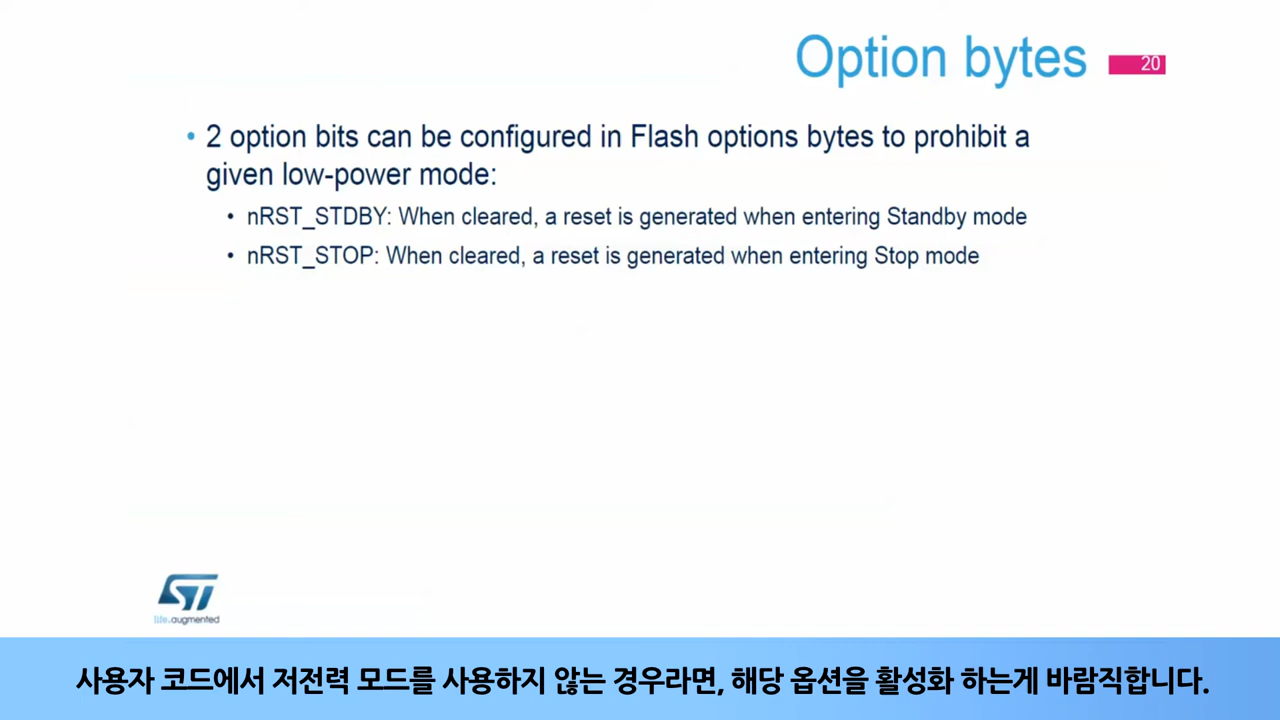 Option bytes
20
• 2 option bits can be configured in Flash options bytes to prohibit a
given low-power mode:
• nRST_STDBY: When cleared, a reset is generated when entering Standby mode
• nRST_STOP: When cleared, a reset is generated when entering Stop mode
ST
life.augmented
사용자 코드에서 저전력 모드를 사용하지 않는 경우라면, 해당 옵션을 활성화 하는게 바람직합니다.